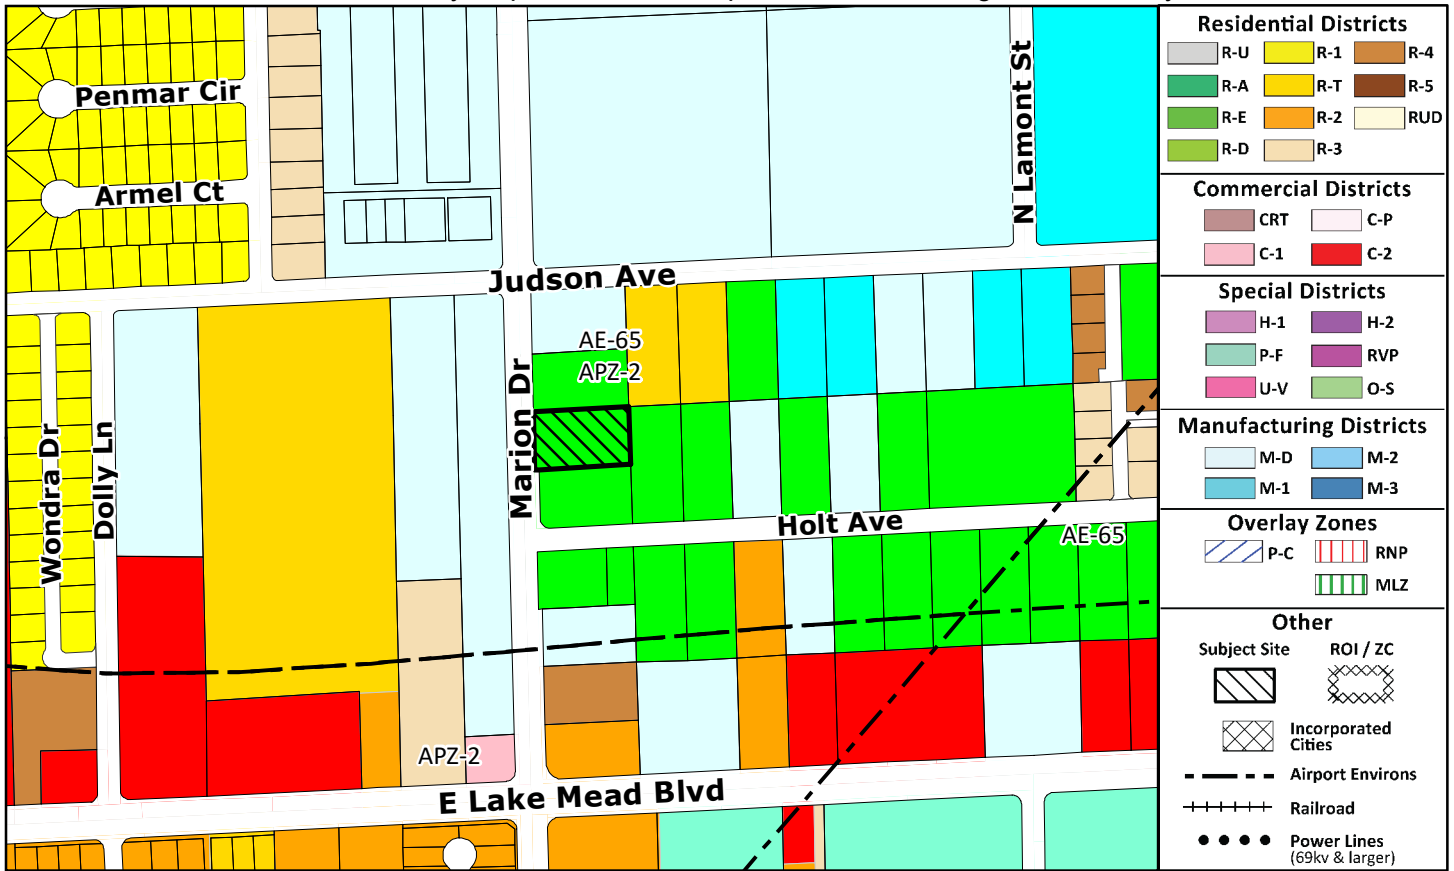 Penmar Cir
Armel Ct
N Lamont St
Judson Ave
AE-65
APZ-2
Marion Dr
Wondra Dr
Dolly Ln
Holt Ave
AE-65
APZ-2
E Lake Mead Blvd
Residential Districts
R-U R-1 R-4
R-A R-T R-5
R-E R-2 RUD
R-D R-3
Commercial Districts
CRT C-P
C-1 C-2
Special Districts
H-1 H-2
P-F RVP
U-V O-S
Manufacturing Districts
M-D M-2
M-1 M-3
Overlay Zones
P-C RNP
MLZ
Other
Subject Site ROI / ZC
Incorporated
Cities
Airport Environs
Railroad
Power Lines
(69kv & larger)